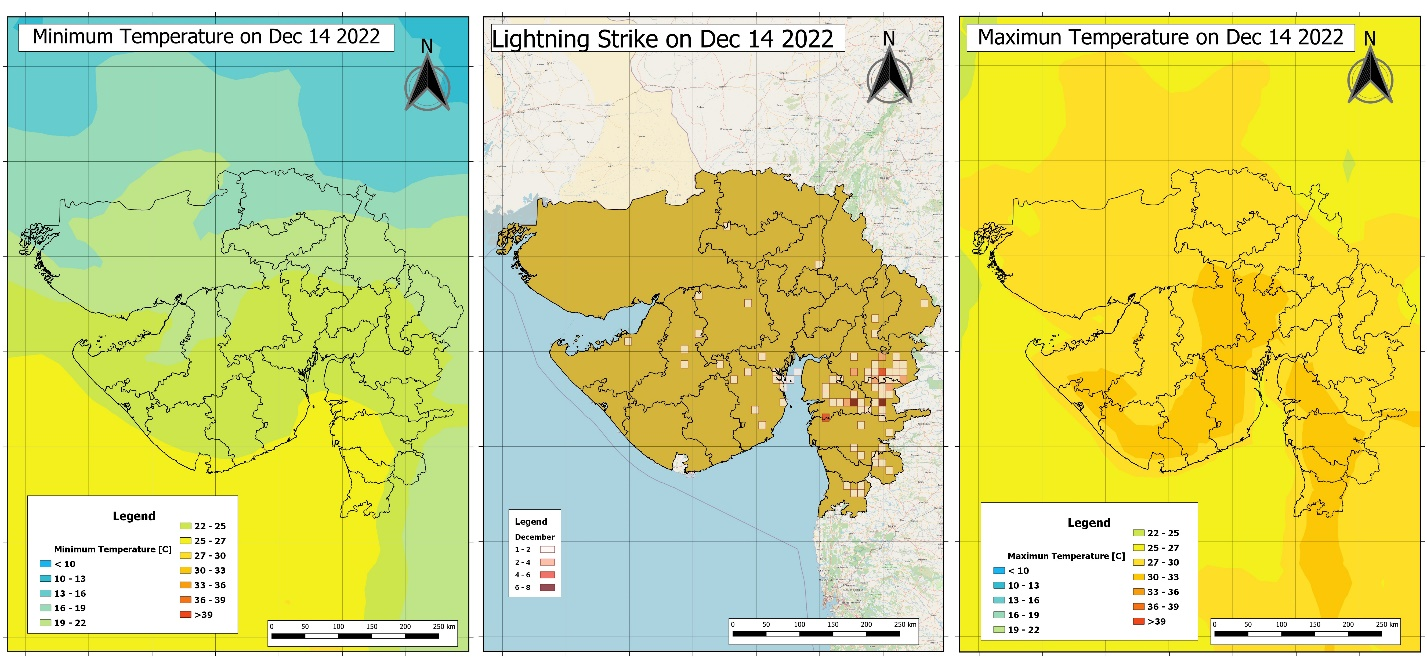 Minimum Temperature on Dec 14 2022
N
Legend
Minimum Temperature [C]
< 10
10 - 13
13 - 16
16 - 19
19 - 22
22 - 25
25 - 27
27 - 30
30 - 33
33 - 36
36 - 39
>39
0 50 100 150 200 250 km
Lightning Strike on Dec 14 2022
N
Legend
December
1 - 2
2 - 4
4 - 6
6 - 8
0 50 100 150 200 250 km
Maximun Temperature on Dec 14 2022
N
Legend
Maximun Temperature [C]
< 10
10 - 13
13 - 16
16 - 19
19 - 22
22 - 25
25 - 27
27 - 30
30 - 33
33 - 36
36 - 39
>39
0 50 100 150 200 250 km